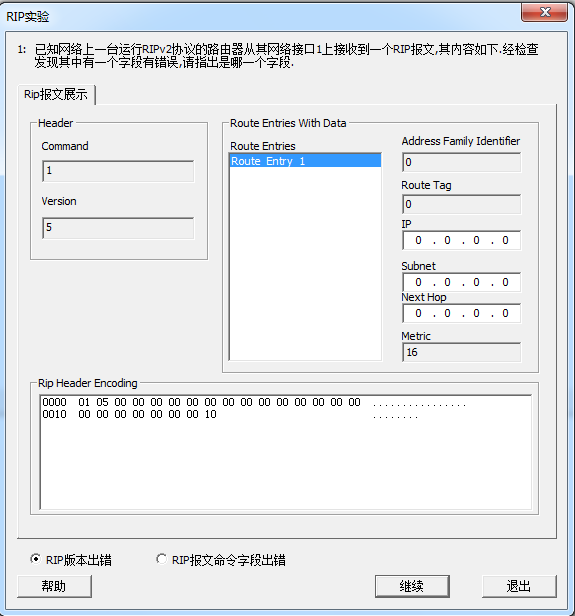 RIP实验
1: 已知网络上一台运行RIPv2协议的路由器从其网络接口1上接收到一个RIP报文,其内容如下.经检查
发现其中有一个字段有错误,请指出是哪一个字段.
Rip报文展示
Header
Command
1
Version
5
Route Entries With Data
Route Entries
Route Entry 1
Address Family Identifier
0
Route Tag
0
IP
0 . 0 . 0 . 0
Subnet
0 . 0 . 0 . 0
Next Hop
0 . 0 . 0 . 0
Metric
16
Rip Header Encoding
0000 01 05 00 00 00 00 00 00 00 00 00 00 00 00 00 00 ................
0010 00 00 00 00 00 00 00 10 ........
RIP版本出错 RIP报文命令字段出错
帮助 继续 退出